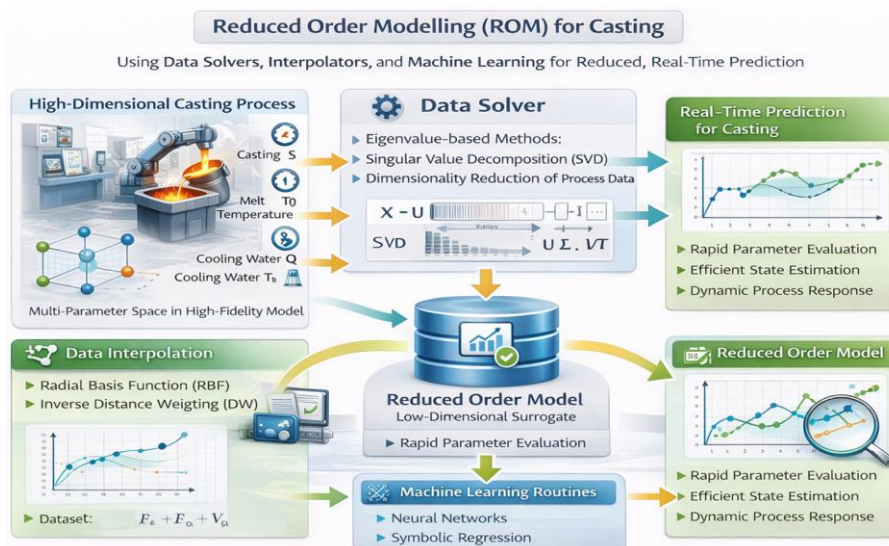 Reduced Order Modelling (ROM) for Casting
Using Data Solvers, Interpolators, and Machine Learning for Reduced, Real-Time Prediction
High-Dimensional Casting Process
Casting S
Melt T₀
Temperature
Cooling Water Q
Cooling Water
Multi-Parameter Space in High-Fidelity Model
Data Solver
Eigenvalue-based Methods:
Singular Value Decomposition (SVD)
Dimensionality Reduction of Process Data
X - U
I ...
SVD
U Σ . VT
Real-Time Prediction
for Casting
Rapid Parameter Evaluation
Efficient State Estimation
Dynamic Process Response
Data Interpolation
Radial Basis Function (RBF)
Inverse Distance Weigting (DW)
Dataset:
Reduced Order Model
Low-Dimensional Surrogate
Rapid Parameter Evaluation
Machine Learning Routines
Neural Networks
Symbolic Regression
Reduced Order Model
Rapid Parameter Evaluation
Efficient State Estimation
Dynamic Process Response